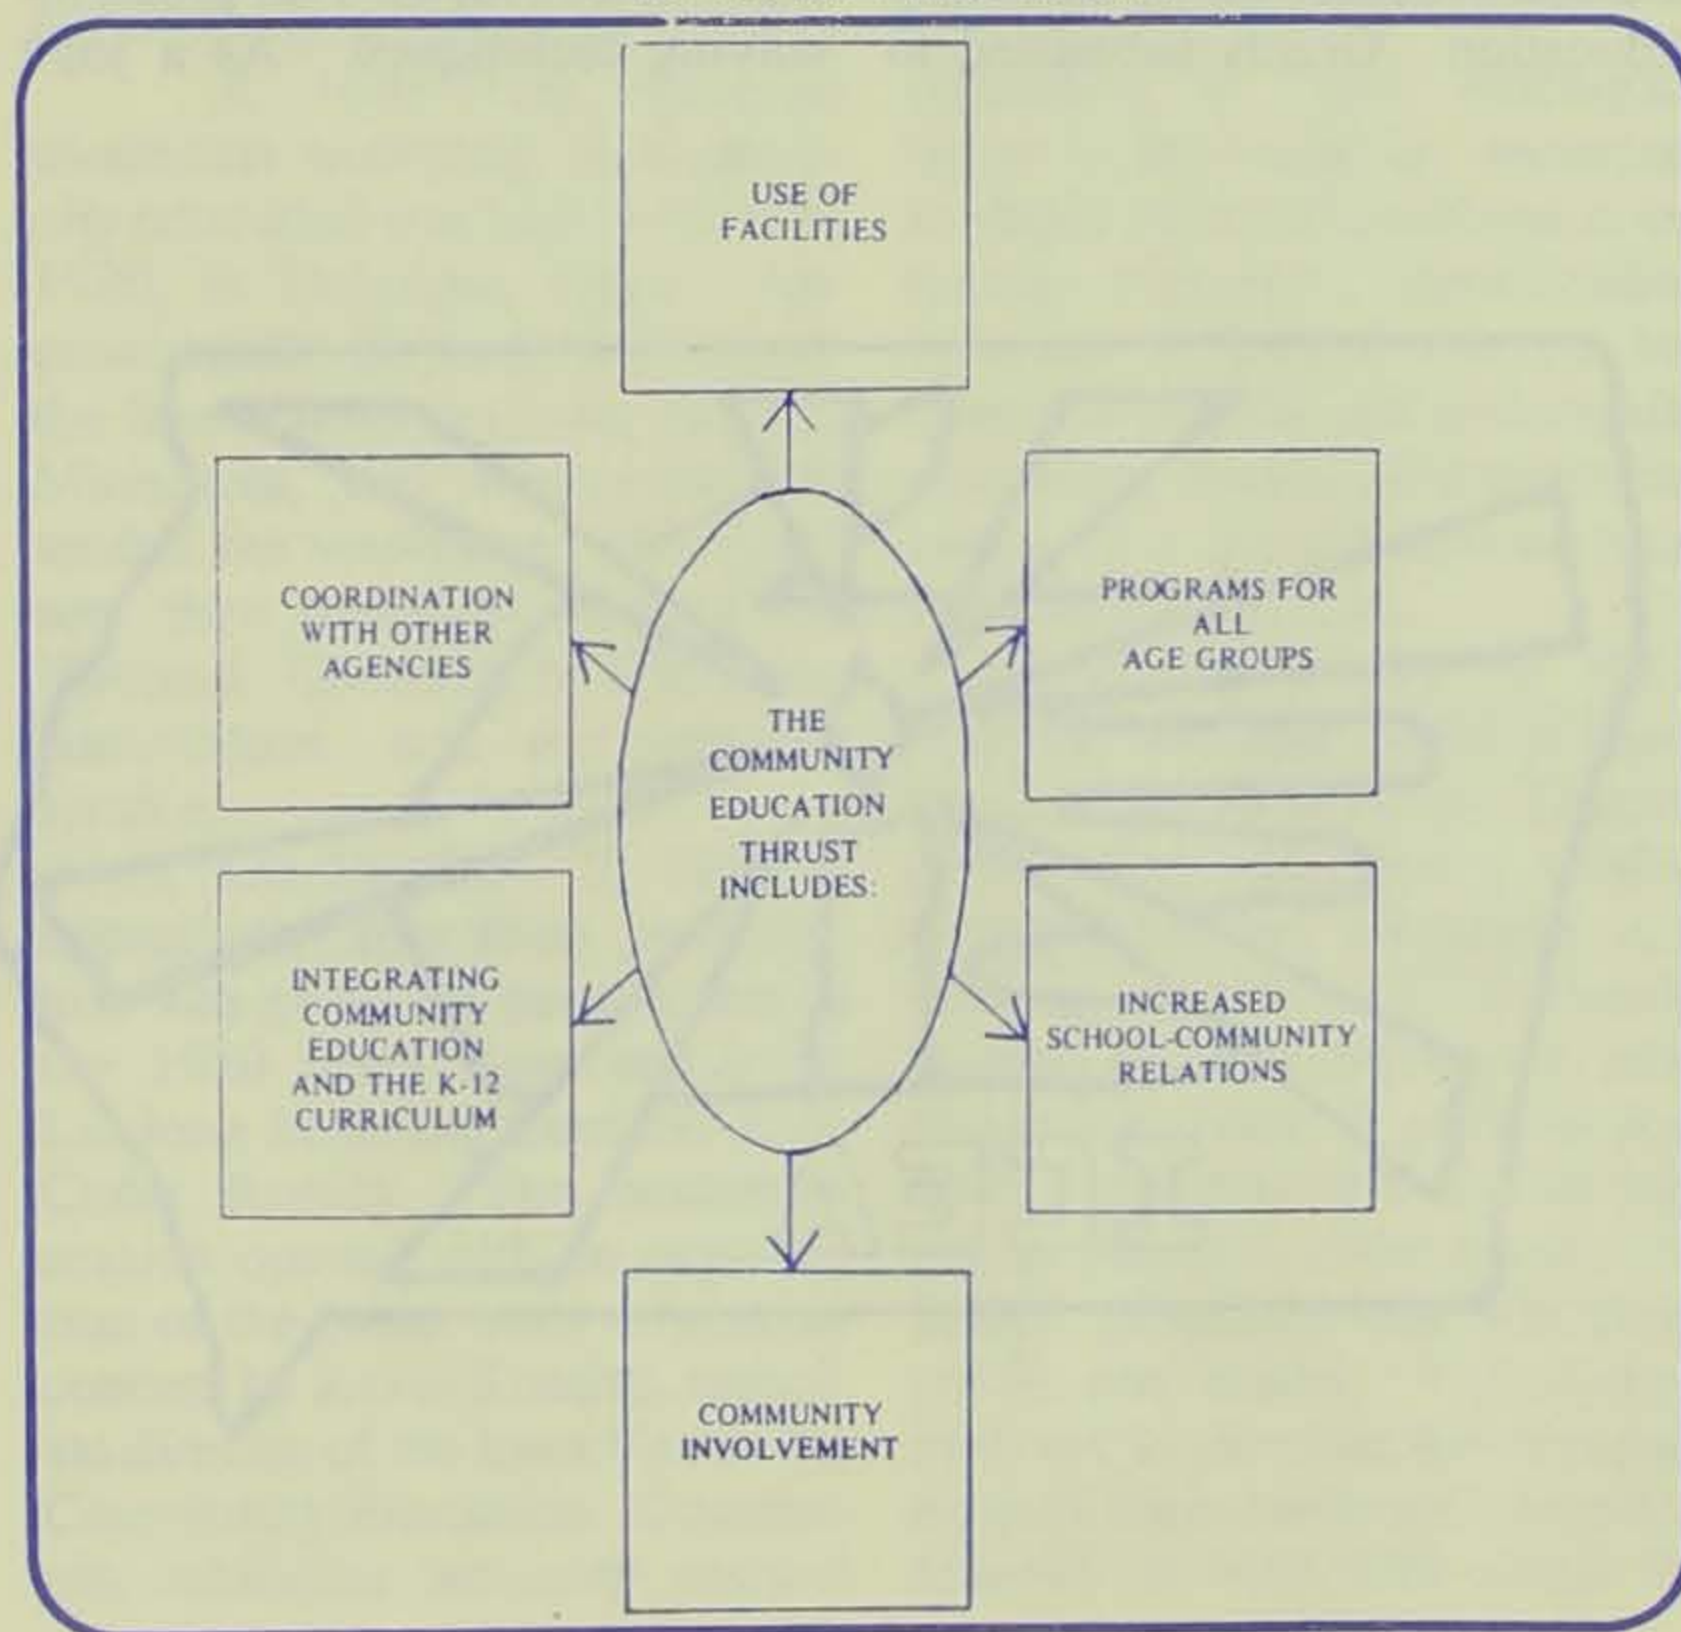 USE OF
FACILITIES
COORDINATION
WITH OTHER
AGENCIES
PROGRAMS FOR
ALL
AGE GROUPS
THE
COMMUNITY
EDUCATION
THRUST
INCLUDES:
INTEGRATING
COMMUNITY
EDUCATION
AND THE K-12
CURRICULUM
INCREASED
SCHOOL-COMMUNITY
RELATIONS
COMMUNITY
INVOLVEMENT